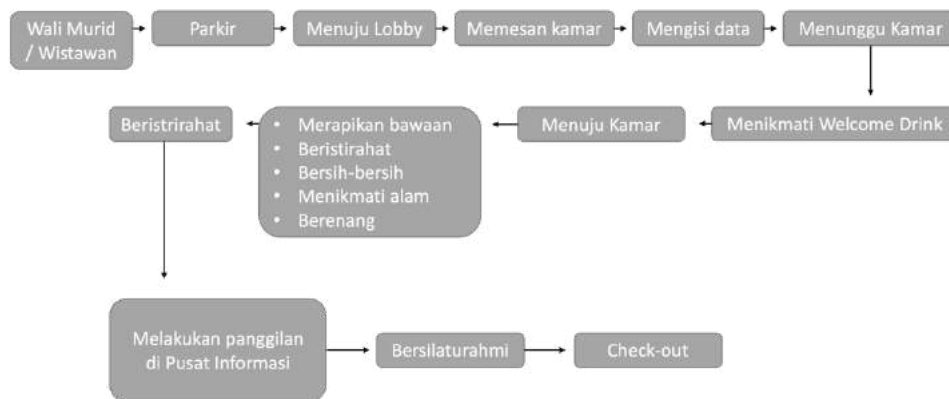 Wali Murid
/ Wistawan
Parkir
Menuju Lobby
Memesan kamar
Mengisi data
Menunggu Kamar
Menikmati Welcome Drink
Menuju Kamar
• Merapikan bawaan
• Beristirahat
• Bersih-bersih
• Menikmati alam
• Berenang
Beristrirahat
Melakukan panggilan
di Pusat Informasi
Bersilaturahmi
Check-out